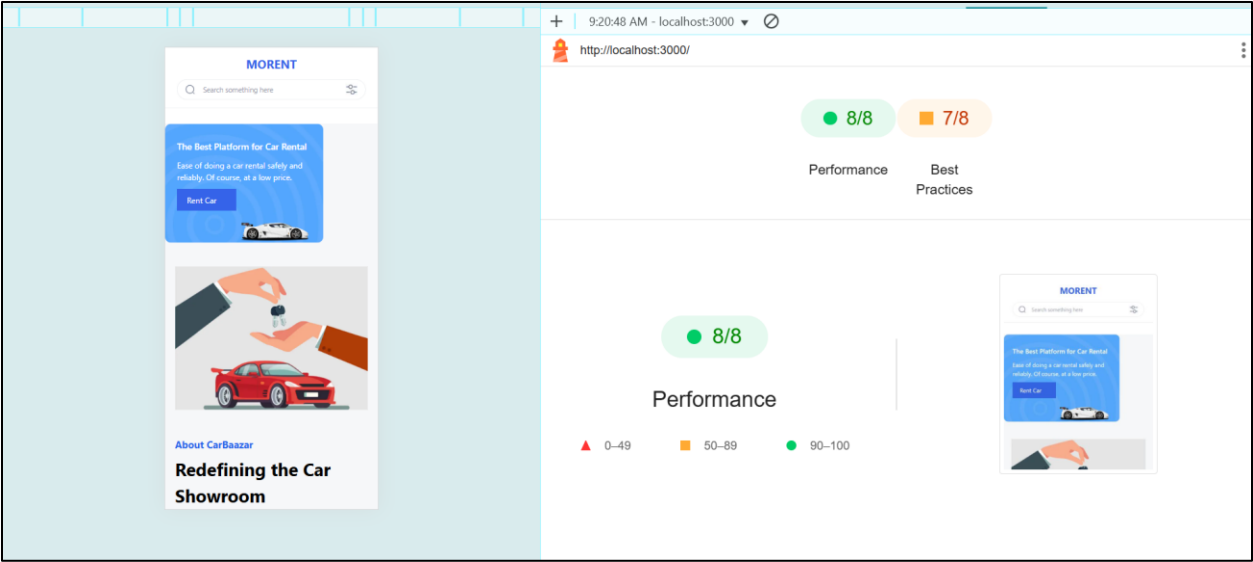 MORENT
Search something here
The Best Platform for Car Rental
Ease of doing a car rental safely and
reliably. Of course, at a low price.
Rent Car
About CarBaazar
Redefining the Car
Showroom
9:20:48 AM - localhost:3000
http://localhost:3000/
8/8 7/8
Performance Best
Practices
8/8
Performance
0–49 50–89 90–100
MORENT
Search something here
The Best Platform for Car Rental
Ease of doing a car rental safely and
reliably. Of course, at a low price.
Rent Car